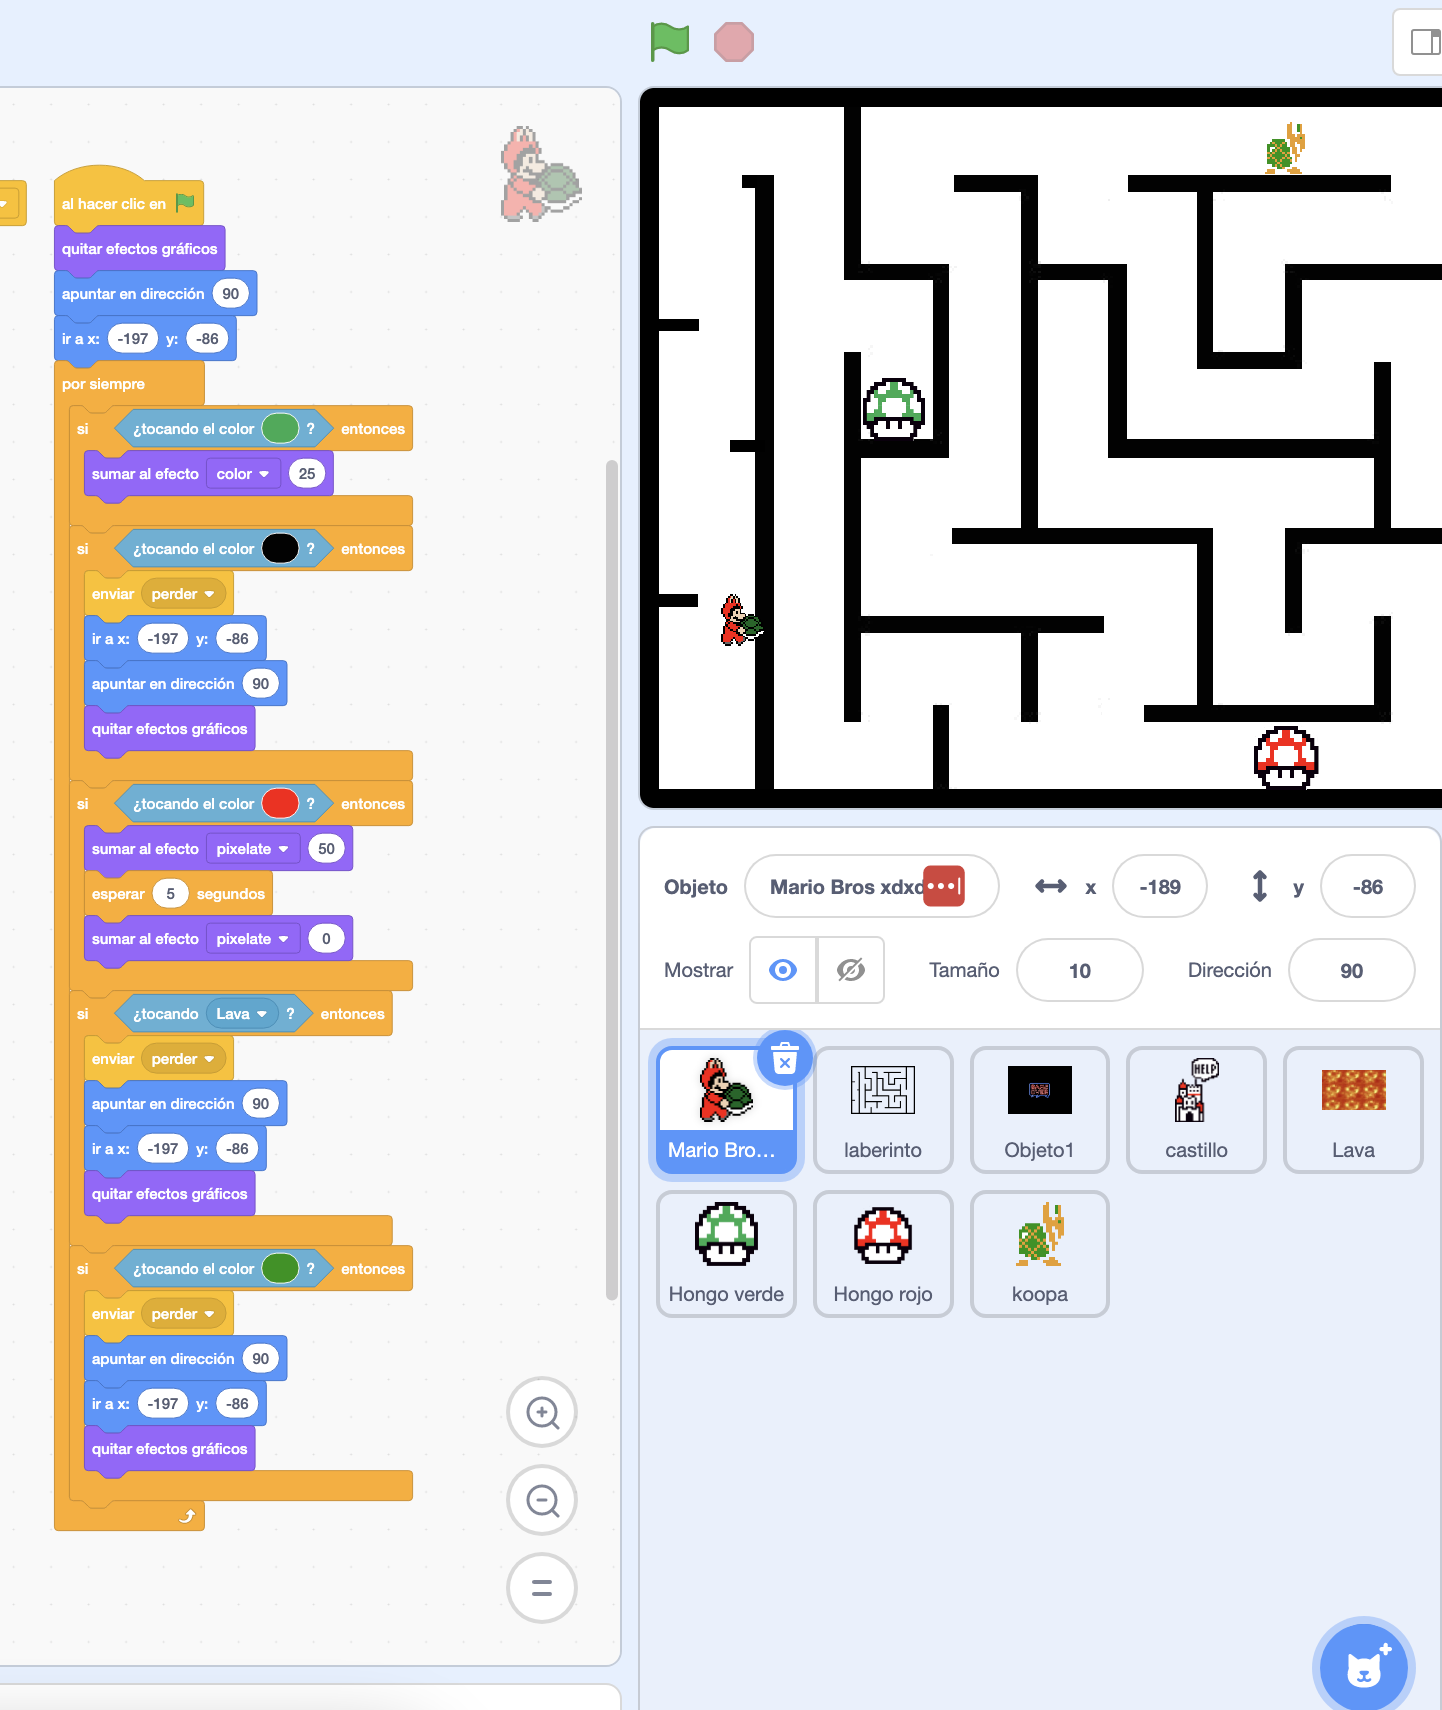 al hacer clic en
quitar efectos gráficos
apuntar en dirección 90
ir a x: -197 y: -86
por siempre
si ¿tocando el color ? entonces
sumar al efecto color 25
si ¿tocando el color ? entonces
enviar perder
ir a x: -197 y: -86
apuntar en dirección 90
quitar efectos gráficos
si ¿tocando el color ? entonces
sumar al efecto pixelate 50
esperar 5 segundos
sumar al efecto pixelate 0
si ¿tocando Lava ? entonces
enviar perder
apuntar en dirección 90
ir a x: -197 y: -86
quitar efectos gráficos
si ¿tocando el color ? entonces
enviar perder
apuntar en dirección 90
ir a x: -197 y: -86
quitar efectos gráficos
Objeto Mario Bros xdxd x -189 y -86
Mostrar Tamaño 10 Dirección 90
HELP
Mario Bro... laberinto Objeto1 castillo Lava
Hongo verde Hongo rojo koopa